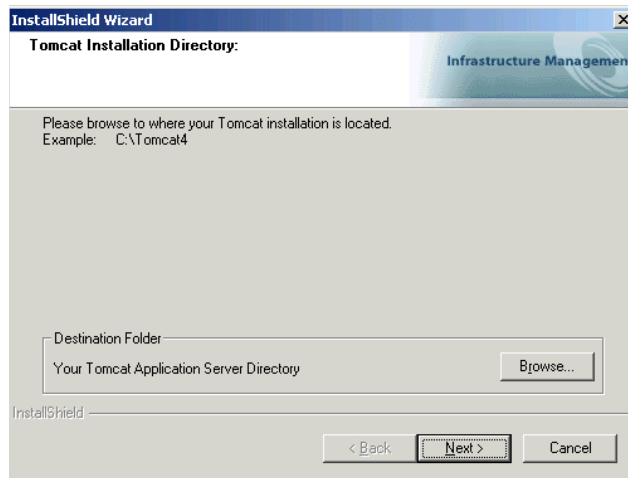 InstallShield Wizard
Tomcat Installation Directory:
Infrastructure Managemen
Please browse to where your Tomcat installation is located.
Example: C:\Tomcat4
Destination Folder
Your Tomcat Application Server Directory
Browse...
InstallShield
< Back
Next >
Cancel